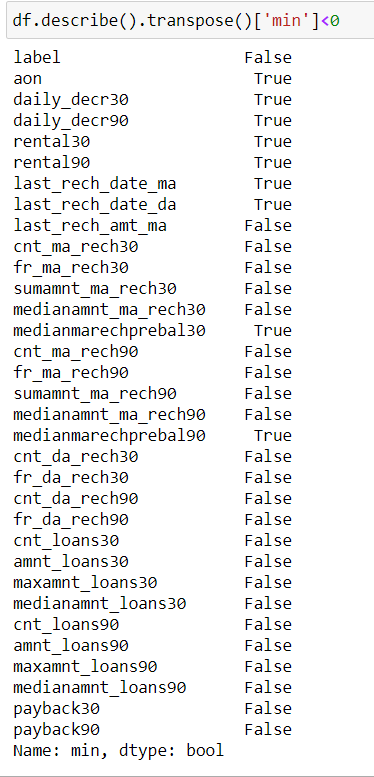 df.describe().transpose()['min']<0
label False
aon True
daily_decr30 True
daily_decr90 True
rental30 True
rental90 True
last_rech_date_ma True
last_rech_date_da True
last_rech_amt_ma False
cnt_ma_rech30 False
fr_ma_rech30 False
sumamnt_ma_rech30 False
medianamnt_ma_rech30 False
medianmarechprebal30 True
cnt_ma_rech90 False
fr_ma_rech90 False
sumamnt_ma_rech90 False
medianamnt_ma_rech90 False
medianmarechprebal90 True
cnt_da_rech30 False
fr_da_rech30 False
cnt_da_rech90 False
fr_da_rech90 False
cnt_loans30 False
amnt_loans30 False
maxamnt_loans30 False
medianamnt_loans30 False
cnt_loans90 False
amnt_loans90 False
maxamnt_loans90 False
medianamnt_loans90 False
payback30 False
payback90 False
Name: min, dtype: bool